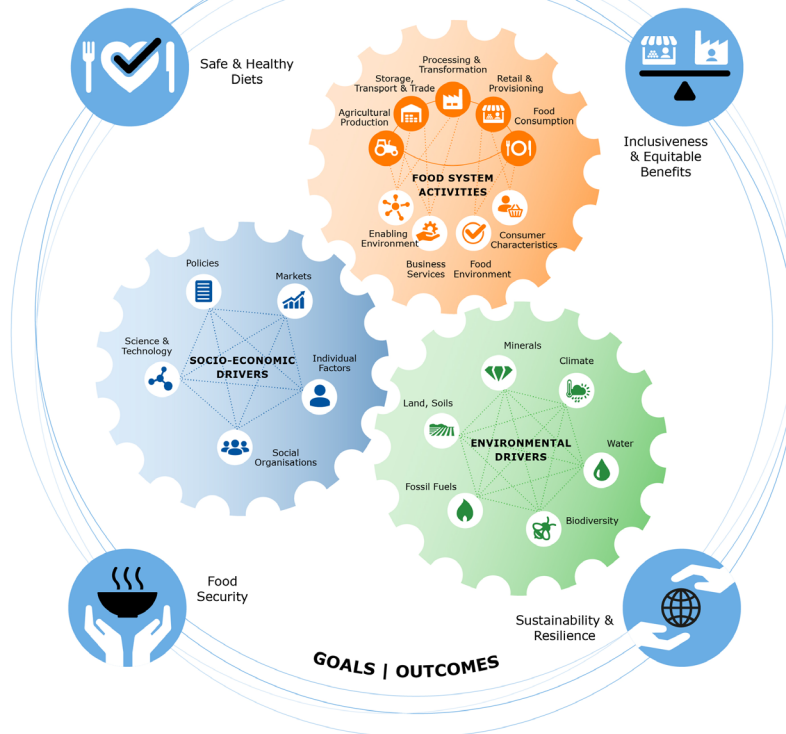 Safe & Healthy
Diets
Inclusiveness
& Equitable
Benefits
Processing &
Transformation
Storage,
Transport & Trade
Retail &
Provisioning
Agricultural
Production
Food
Consumption
FOOD SYSTEM
ACTIVITIES
Enabling
Environment
Business
Services
Food
Environment
Consumer
Characteristics
Policies
Markets
Science &
Technology
Individual
Factors
SOCIO-ECONOMIC
DRIVERS
Social
Organisations
Minerals
Climate
Land, Soils
ENVIRONMENTAL
DRIVERS
Water
Fossil Fuels
Biodiversity
Food
Security
Sustainability &
Resilience
GOALS | OUTCOMES